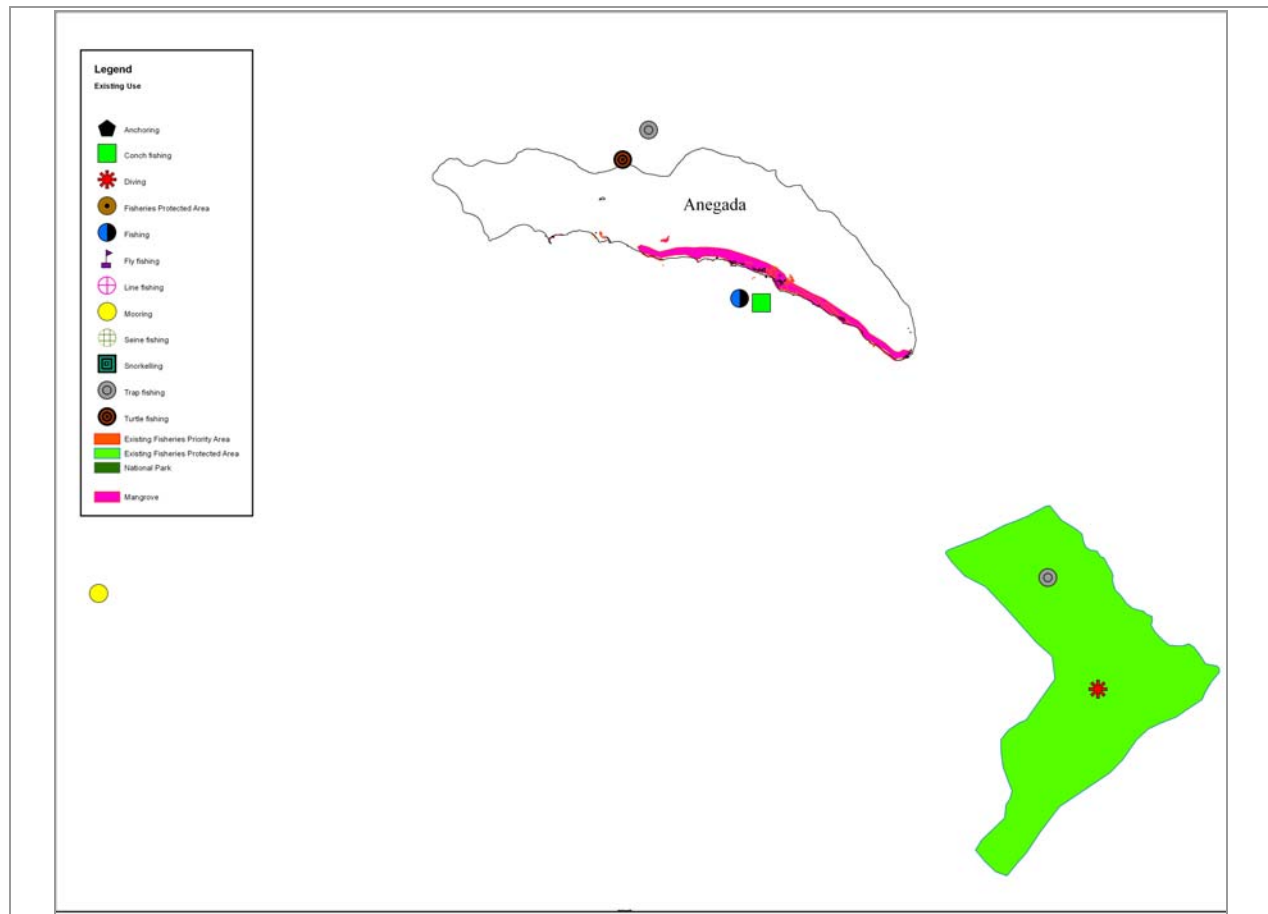 Legend
Existing Use
Anchoring
Conch fishing
Diving
Fisheries Protected Area
Fishing
Fly fishing
Line fishing
Mooring
Seine fishing
Snorkelling
Trap fishing
Turtle fishing
Existing Fisheries Priority Area
Existing Fisheries Protected Area
National Park
Mangrove
Anegada